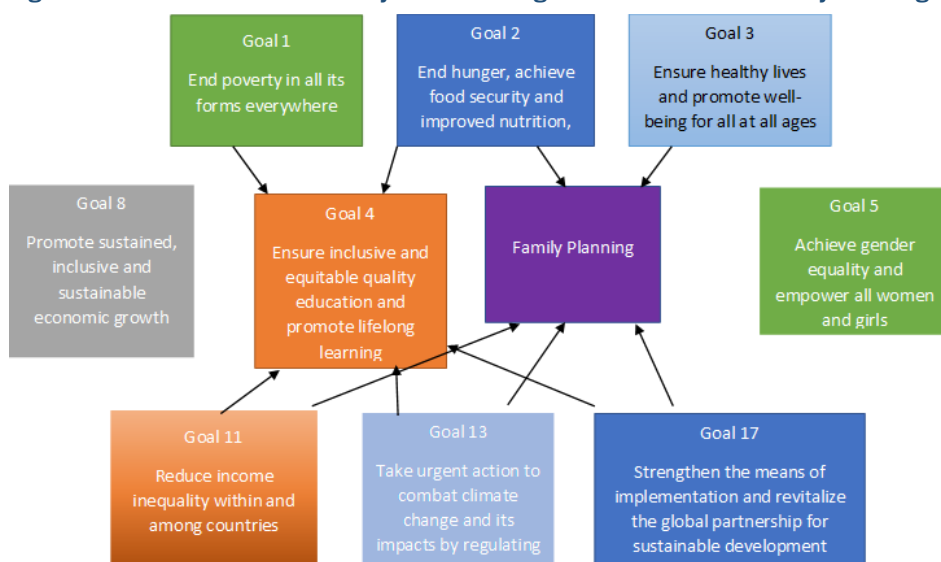 Goal 1
End poverty in all its
forms everywhere
Goal 2
End hunger, achieve
food security and
improved nutrition,
Goal 3
Ensure healthy lives
and promote well-
being for all at all ages
Goal 8
Promote sustained,
inclusive and
sustainable
economic growth
Goal 4
Ensure inclusive and
equitable quality
education and
promote lifelong
learning
Family Planning
Goal 5
Achieve gender
equality and
empower all women
and girls
Goal 11
Reduce income
inequality within and
among countries
Goal 13
Take urgent action to
combat climate
change and its
impacts by regulating
Goal 17
Strengthen the means of
implementation and revitalize
the global partnership for
sustainable development